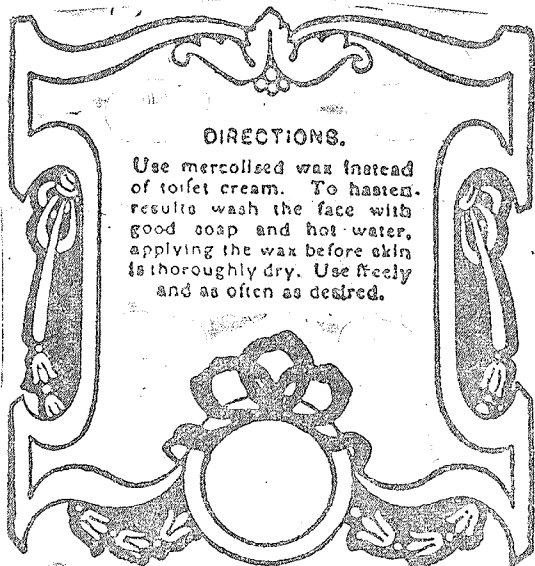 DIRECTIONS.
Use mercolised wax instead
of toilet cream. To hasten
results wash the face with
good soap and hot water,
applying the wax before skin
is thoroughly dry. Use freely
and as often as desired.